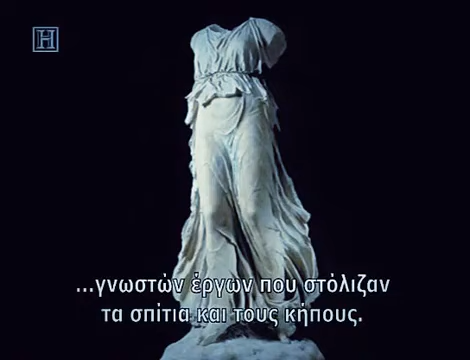 H
...γνωστών έργων που στόλιζαν
τα σπίτια και τους κήπους.